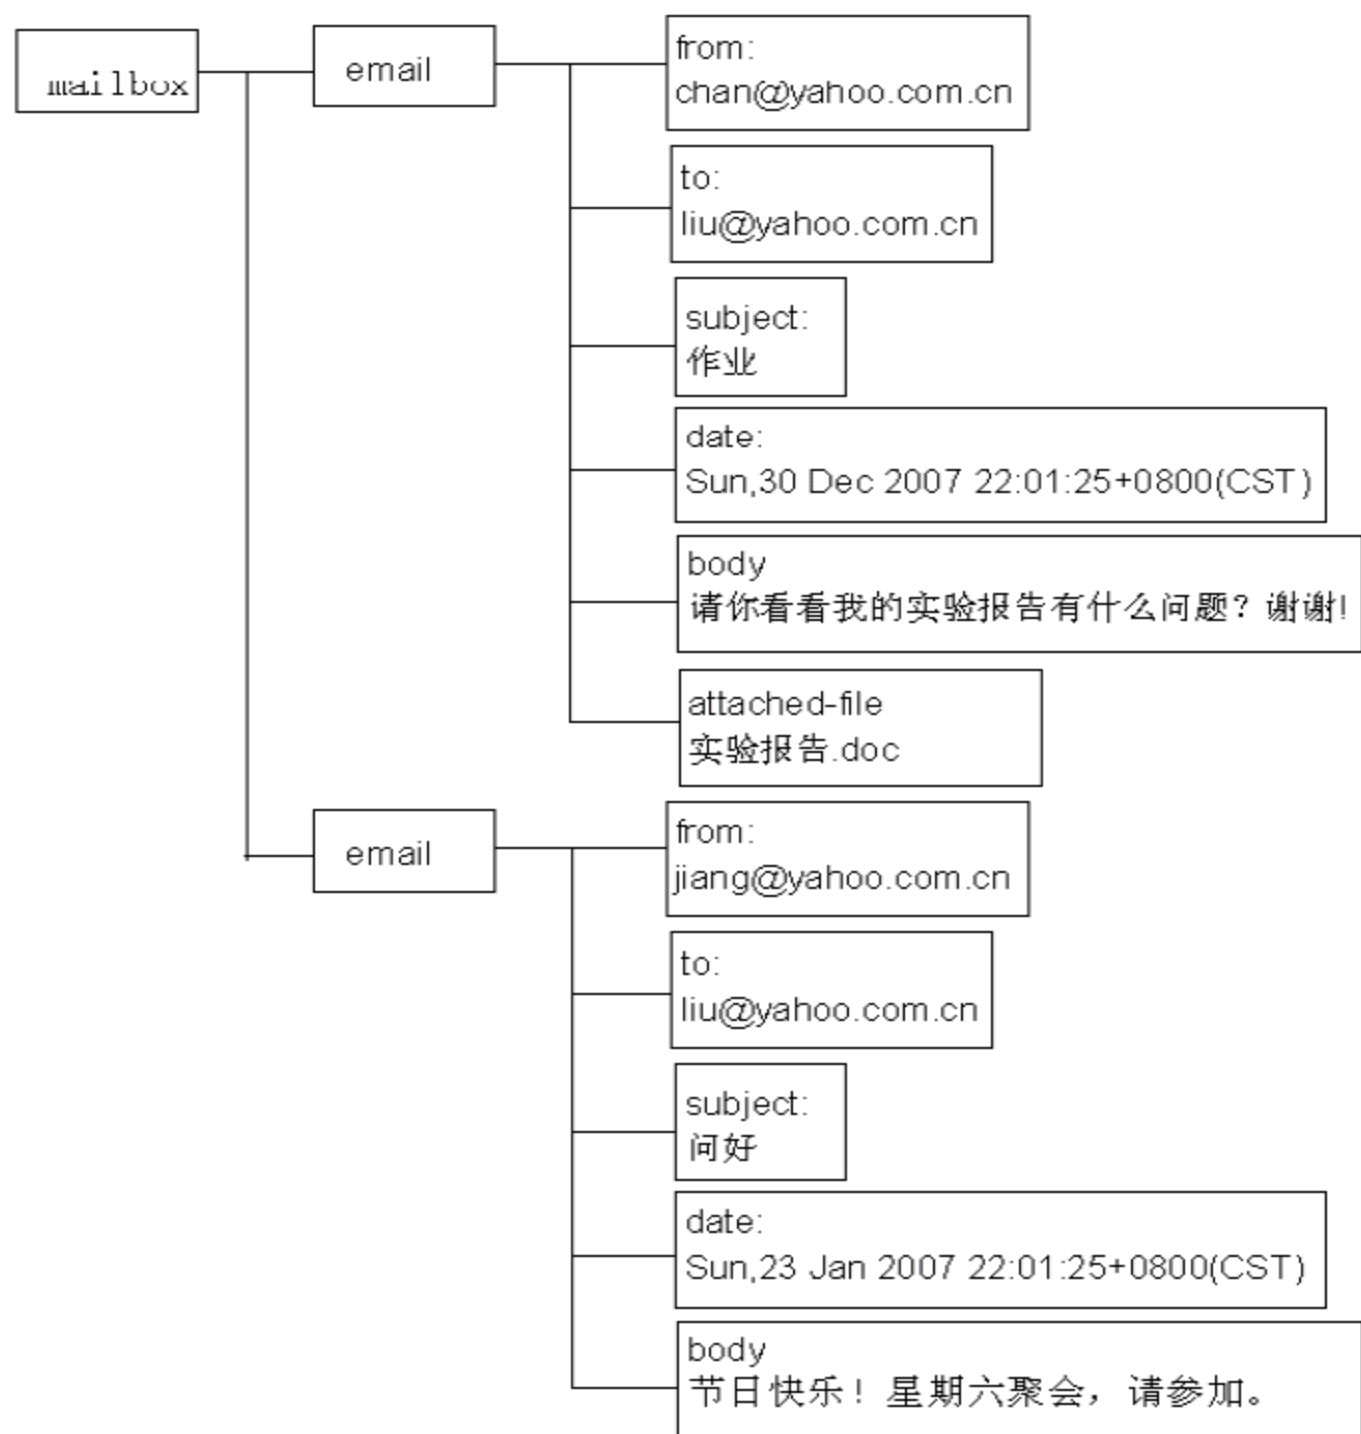 mailbox
email
from:
chan@yahoo.com.cn
to:
liu@yahoo.com.cn
subject:
作业
date:
Sun,30 Dec 2007 22:01:25+0800(CST)
body
请你看看我的实验报告有什么问题？谢谢!
attached-file
实验报告.doc
email
from:
jiang@yahoo.com.cn
to:
liu@yahoo.com.cn
subject:
问好
date:
Sun,23 Jan 2007 22:01:25+0800(CST)
body
节日快乐！星期六聚会，请参加。